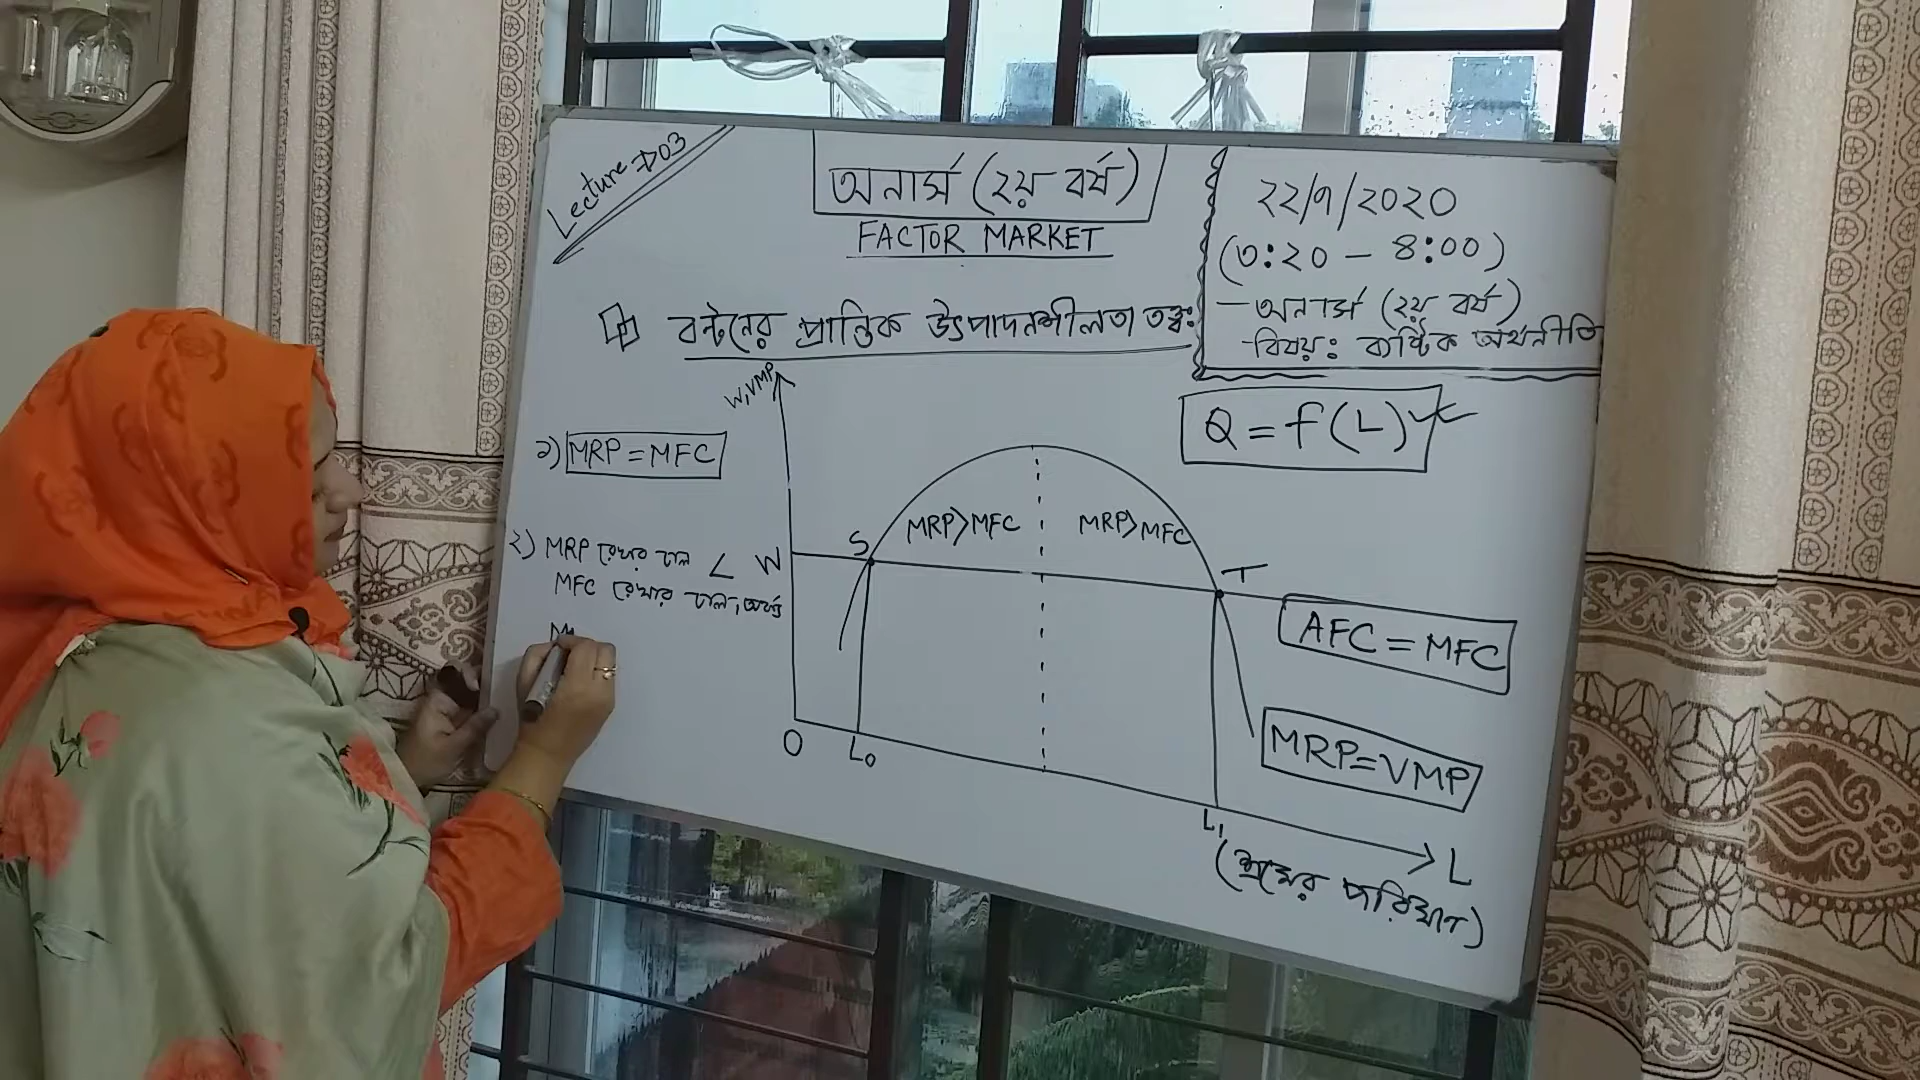 Lecture ⇒ 03
অনার্স (২য় বর্ষ)
FACTOR MARKET
২২/৭/২০২০
(৩:২০ – ৪:০০)
— অনার্স (২য় বর্ষ)
- বিষয়ঃ ব্যষ্টিক অর্থনীতি
বন্টনের প্রান্তিক উৎপাদনশীলতা তত্ত্বঃ
W,VMP
Q = f(L)
১) MRP = MFC
MRP>MFC
MRP>MFC
২) MRP রেখার ঢাল <
MFC রেখার ঢাল, অর্থাৎ
W
S
T
AFC = MFC
MRP=VMP
O
L₀
L₁
L
(শ্রমের পরিমাণ)